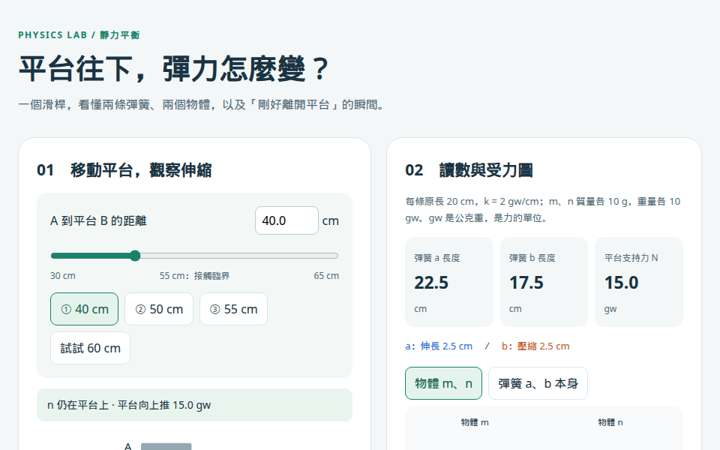 PHYSICS LAB / 靜力平衡
平台往下，彈力怎麼變？
一個滑桿，看懂兩條彈簧、兩個物體，以及「剛好離開平台」的瞬間。
01 移動平台，觀察伸縮
A 到平台 B 的距離
40.0 cm
30 cm
55 cm：接觸臨界
65 cm
① 40 cm
② 50 cm
③ 55 cm
試試 60 cm
n 仍在平台上 · 平台向上推 15.0 gw
A
02 讀數與受力圖
每條原長 20 cm，k = 2 gw/cm；m、n 質量各 10 g，重量各 10
gw。gw 是公克重，是力的單位。
彈簧 a 長度
22.5
cm
彈簧 b 長度
17.5
cm
平台支持力 N
15.0
gw
a：伸長 2.5 cm / b：壓縮 2.5 cm
物體 m、n
彈簧 a、b 本身
物體 m
物體 n